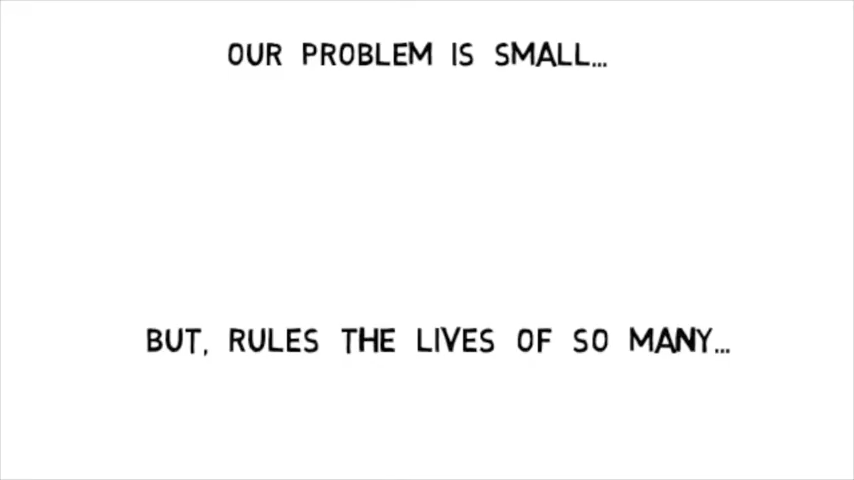 OUR PROBLEM IS SMALL...
BUT, RULES THE LIVES OF SO MANY...